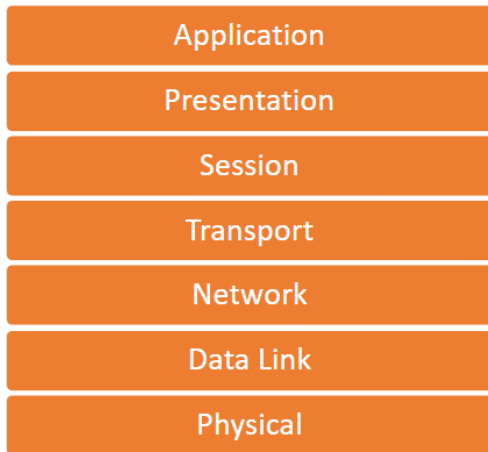 Application
Presentation
Session
Transport
Network
Data Link
Physical